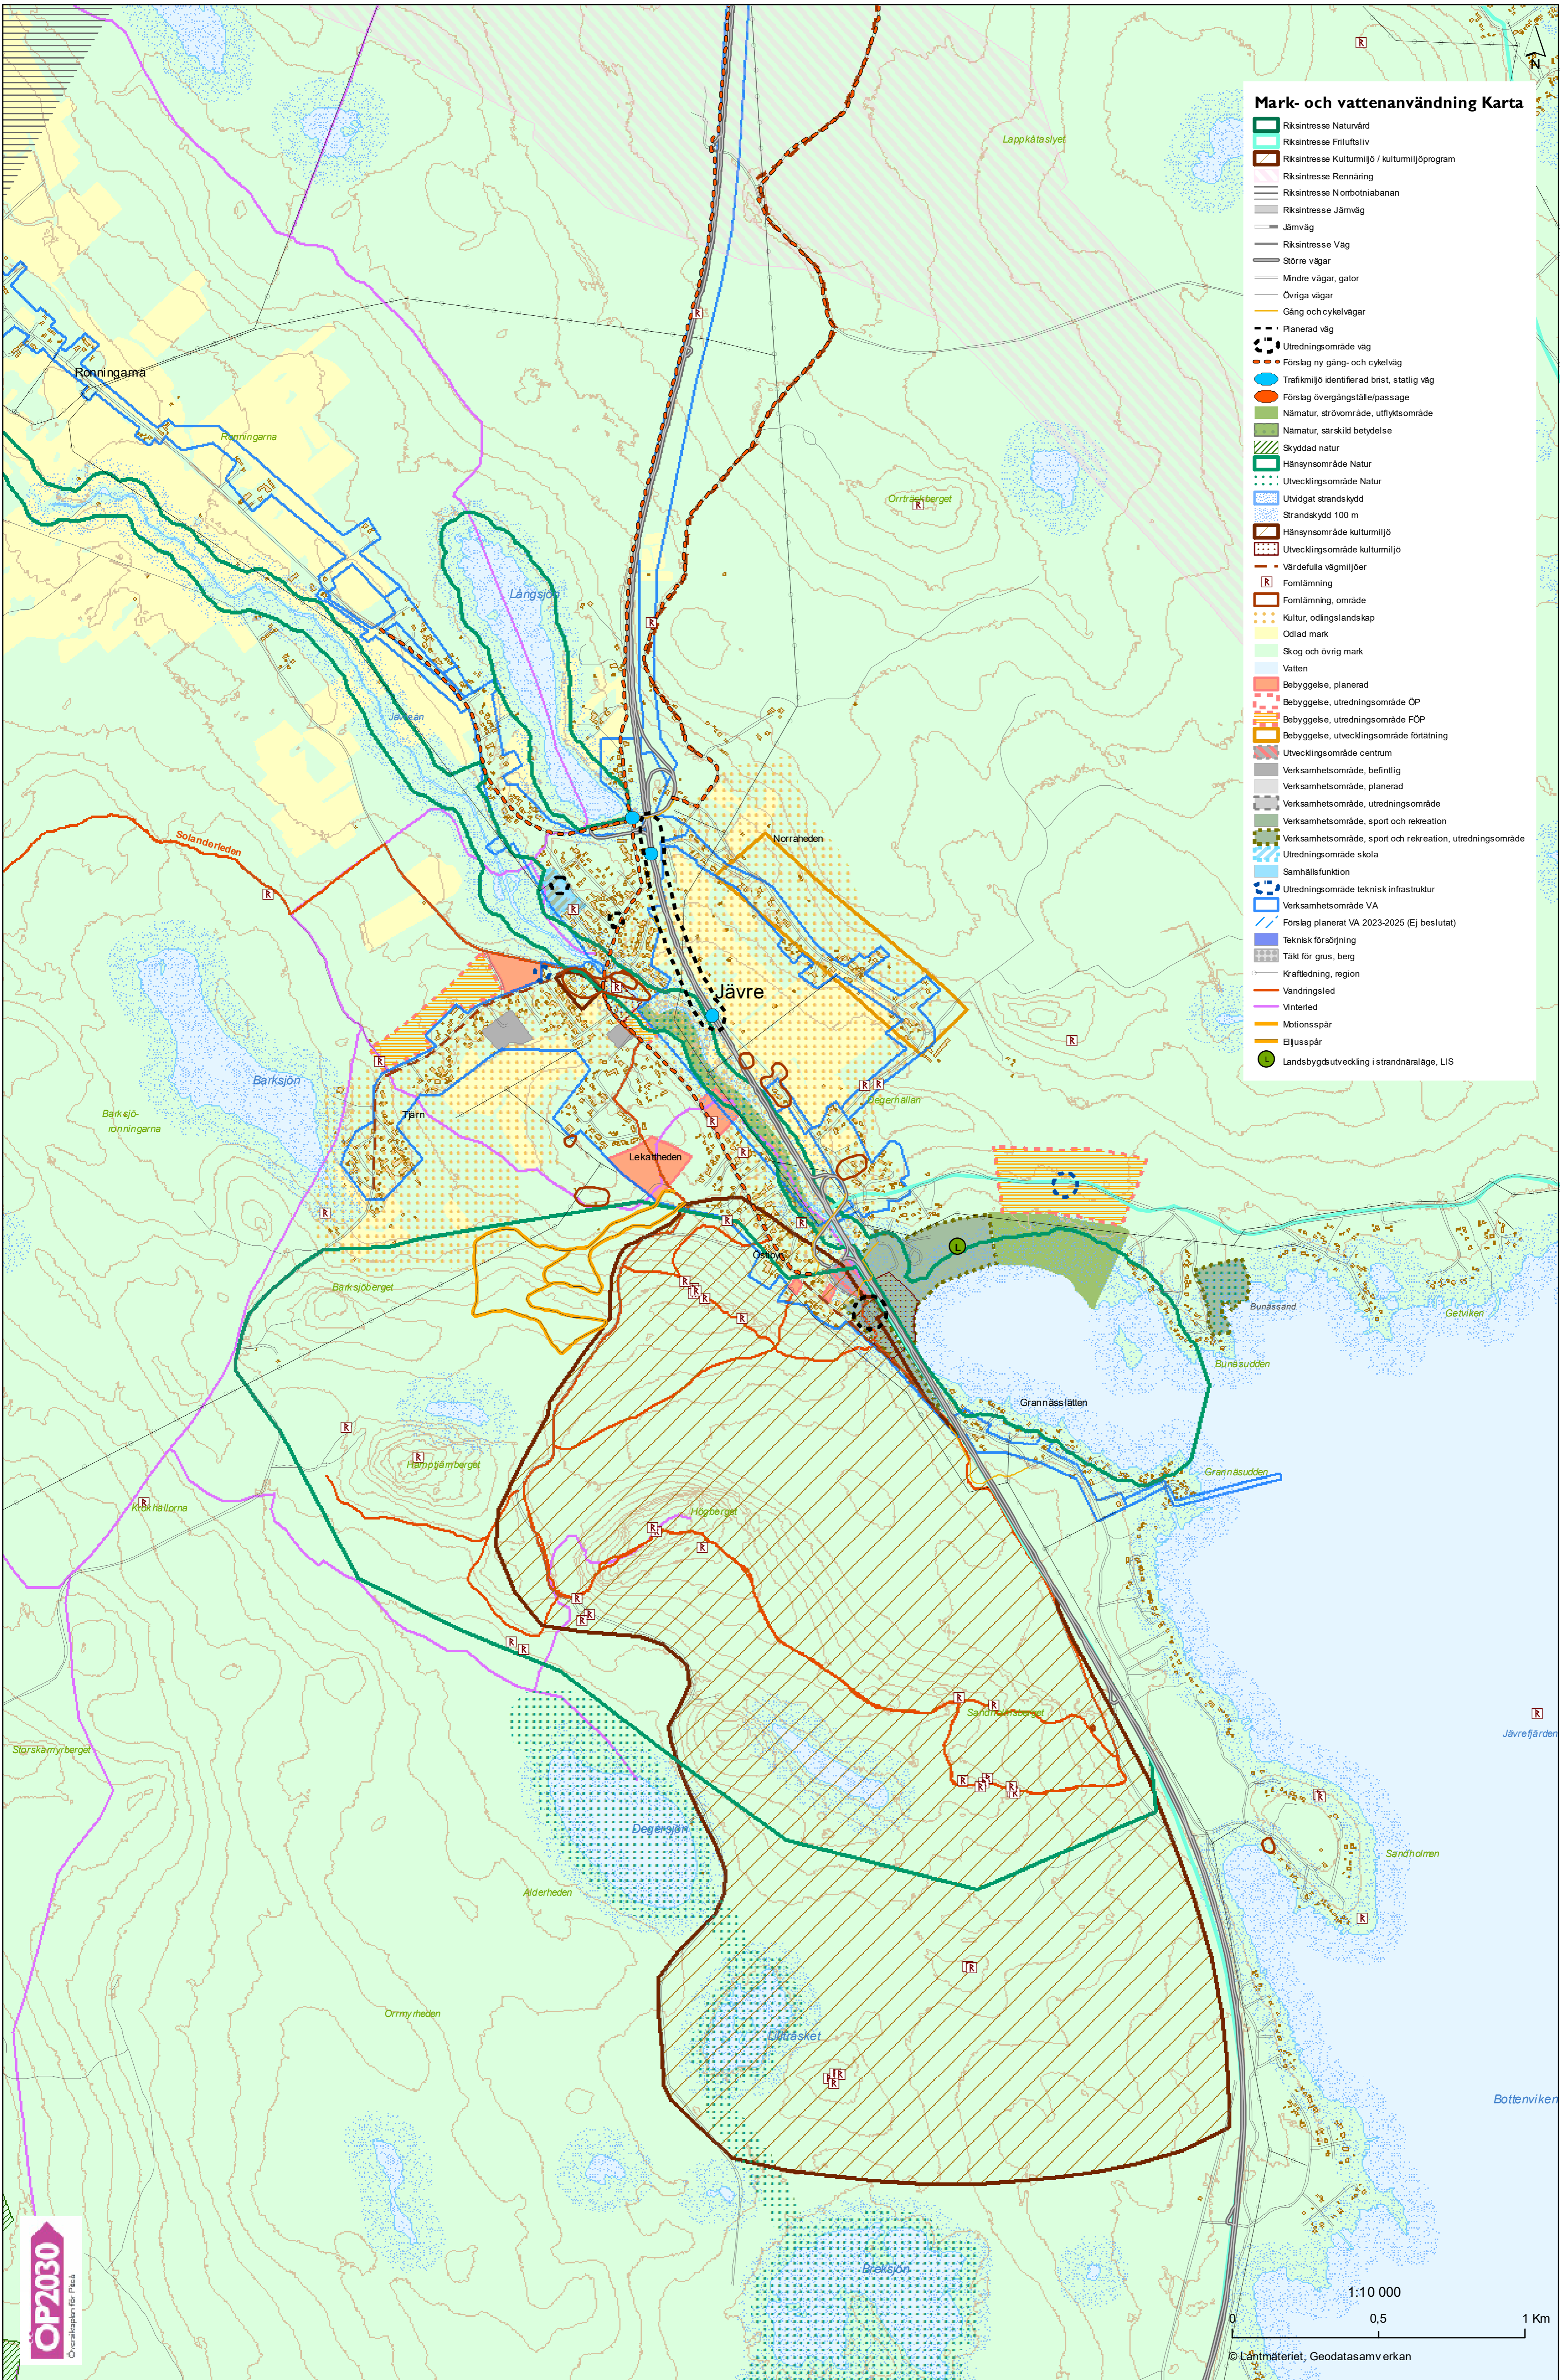 N
Mark- och vattenanvändning Karta
Riksintresse Naturvård
Riksintresse Friluftsliv
Riksintresse Kulturmiljö / kulturmiljöprogram
Riksintresse Rennäring
Riksintresse Norrbotniabanan
Riksintresse Järnväg
Järnväg
Riksintresse Väg
Större vägar
Mindre vägar, gator
Övriga vägar
Gång och cykelvägar
Planerad väg
Utredningsområde väg
Förslag ny gång- och cykelväg
Trafikmiljö identifierad brist, statlig väg
Förslag övergångställe/passage
Närnatur, strövområde, utflyktsområde
Närnatur, särskild betydelse
Skyddad natur
Hänsynsområde Natur
Utvecklingsområde Natur
Utvidgat strandskydd
Strandskydd 100 m
Hänsynsområde kulturmiljö
Utvecklingsområde kulturmiljö
Värdefulla vägmiljöer
R Fornlämning
Fornlämning, område
Kultur, odlingslandskap
Odlad mark
Skog och övrig mark
Vatten
Bebyggelse, planerad
Bebyggelse, utredningsområde ÖP
Bebyggelse, utredningsområde FÖP
Bebyggelse, utvecklingsområde förtätning
Utvecklingsområde centrum
Verksamhetsområde, befintlig
Verksamhetsområde, planerad
Verksamhetsområde, utredningsområde
Verksamhetsområde, sport och rekreation
Verksamhetsområde, sport och rekreation, utredningsområde
Utredningsområde skola
Samhällsfunktion
Utredningsområde teknisk infrastruktur
Verksamhetsområde VA
Förslag planerat VA 2023-2025 (Ej beslutat)
Teknisk försörjning
Täkt för grus, berg
Kraftledning, region
Vandringsled
Vinterled
Motionsspår
Elljusspår
L Landsbygdsutveckling i strandnäraläge, LIS
Lappkåtaslyet
Ronningarna
Ronningarna
Orrträskberget
Långsjön
Jävreån
Solanderleden
Norraheden
Jävre
Barksjön
Degerhällan
Barksjö-
ronningarna
Tjärn
Lekattheden
L
Östibyn
Barksjöberget
Bunässand
Getviken
Bunäsudden
Grannässlätten
Hamptjärnberget
Grannäsudden
Krokhällorna
Högberget
Sandholmsberget
Jävrefjärden
Storskamyrberget
Degersjön
Sandholmen
Alderheden
Orrmyrheden
Lillträsket
Bottenviken
Breksjön
ÖP2030
Översiktsplan för Piteå
1:10 000
0 0,5 1 Km
© Lantmäteriet, Geodatasamverkan